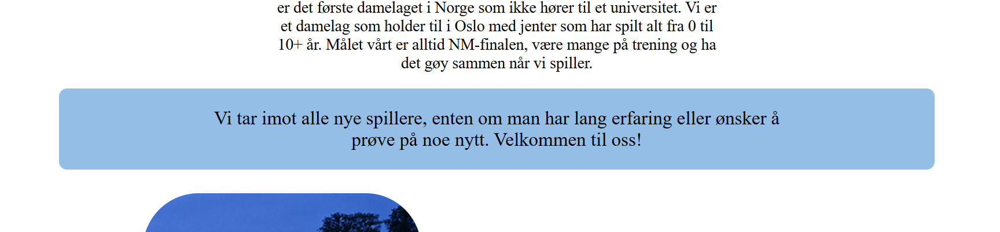 er det første damelaget i Norge som ikke hører til et universitet. Vi er
et damelag som holder til i Oslo med jenter som har spilt alt fra 0 til
10+ år. Målet vårt er alltid NM-finalen, være mange på trening og ha
det gøy sammen når vi spiller.
Vi tar imot alle nye spillere, enten om man har lang erfaring eller ønsker å
prøve på noe nytt. Velkommen til oss!